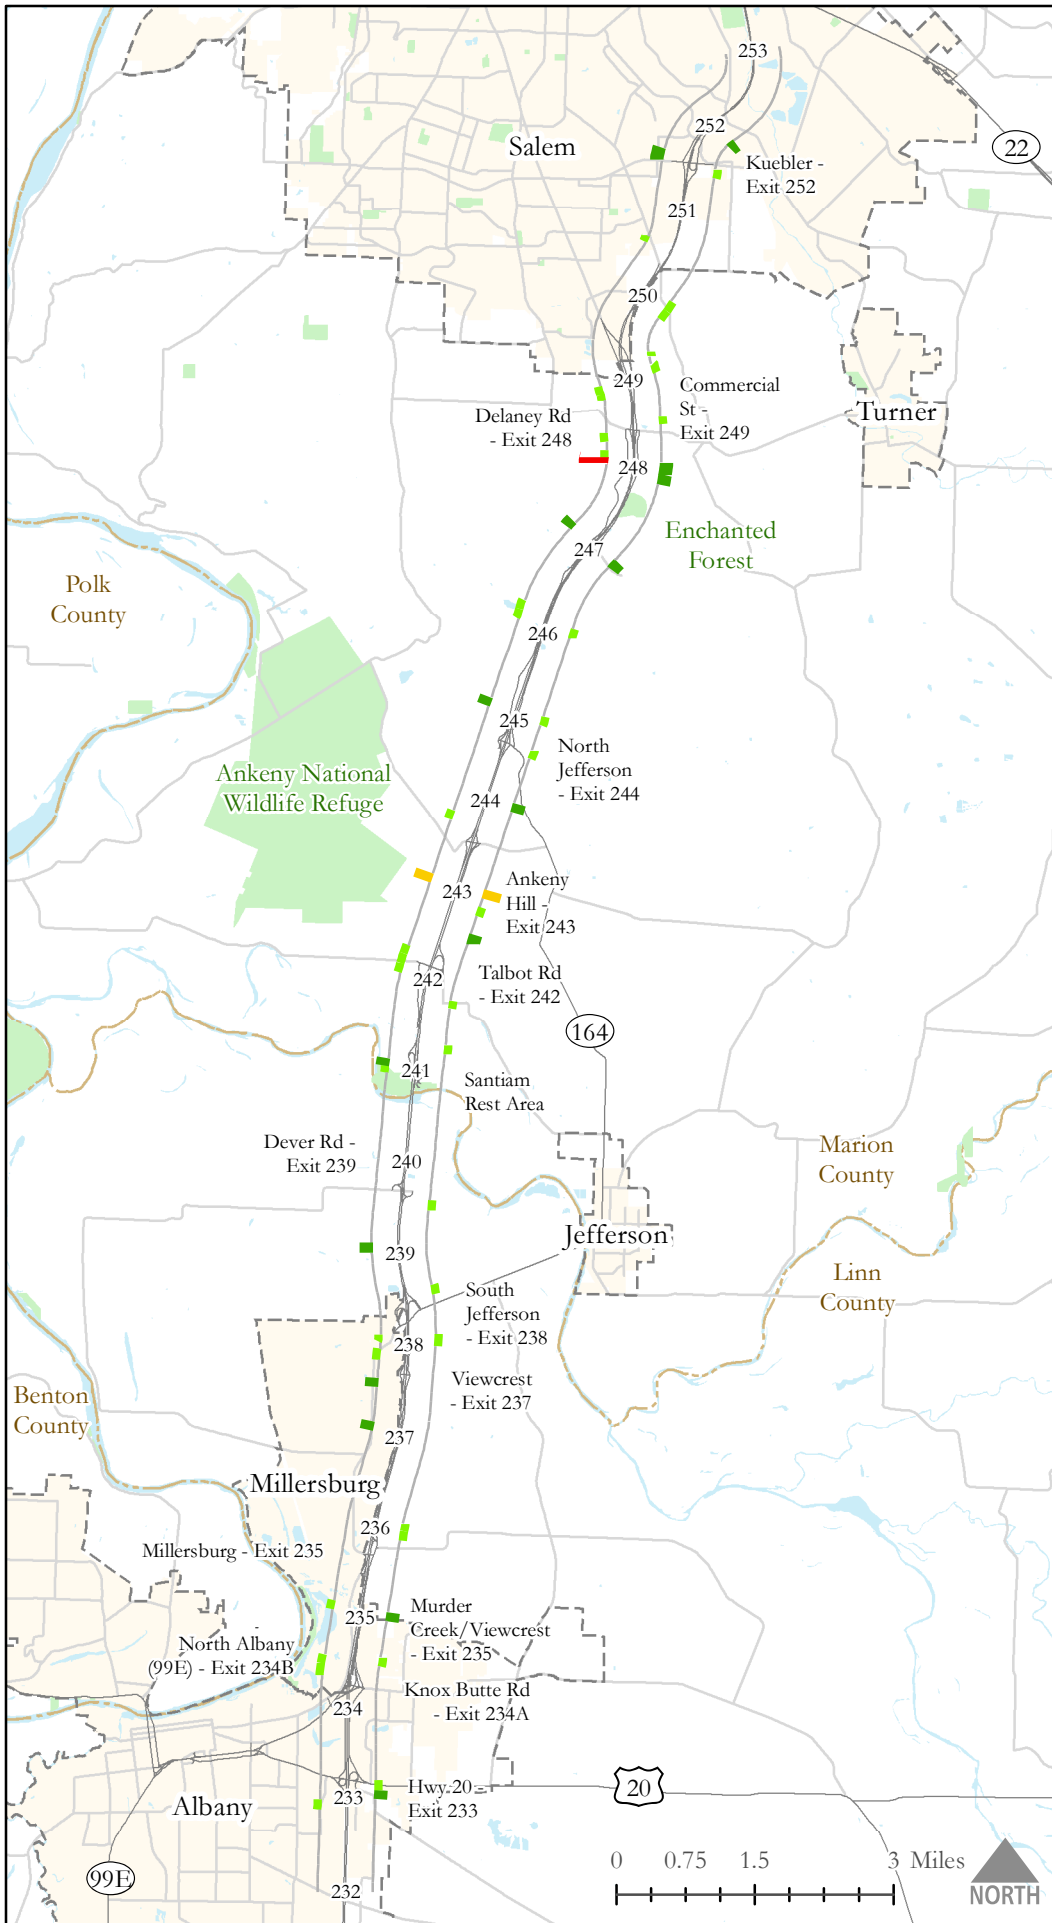 253
252
Salem
22
Kuebler -
Exit 252
251
250
249
Commercial
St -
Exit 249
Turner
Delaney Rd
- Exit 248
248
Enchanted
Forest
247
Polk
County
246
245
North
Jefferson
- Exit 244
Ankeny National
Wildlife Refuge
244
Ankeny
Hill -
Exit 243
243
Talbot Rd
- Exit 242
242
164
241
Santiam
Rest Area
Dever Rd -
Exit 239
240
Marion
County
Jefferson
239
Linn
County
South
Jefferson
- Exit 238
238
Viewcrest
- Exit 237
Benton
County
237
Millersburg
236
Millersburg - Exit 235
235
Murder
Creek/Viewcrest
- Exit 235
North Albany
(99E) - Exit 234B
Knox Butte Rd
- Exit 234A
234
Hwy 20 -
Exit 233
233
20
Albany
99E
232
0 0.75 1.5 3 Miles
NORTH